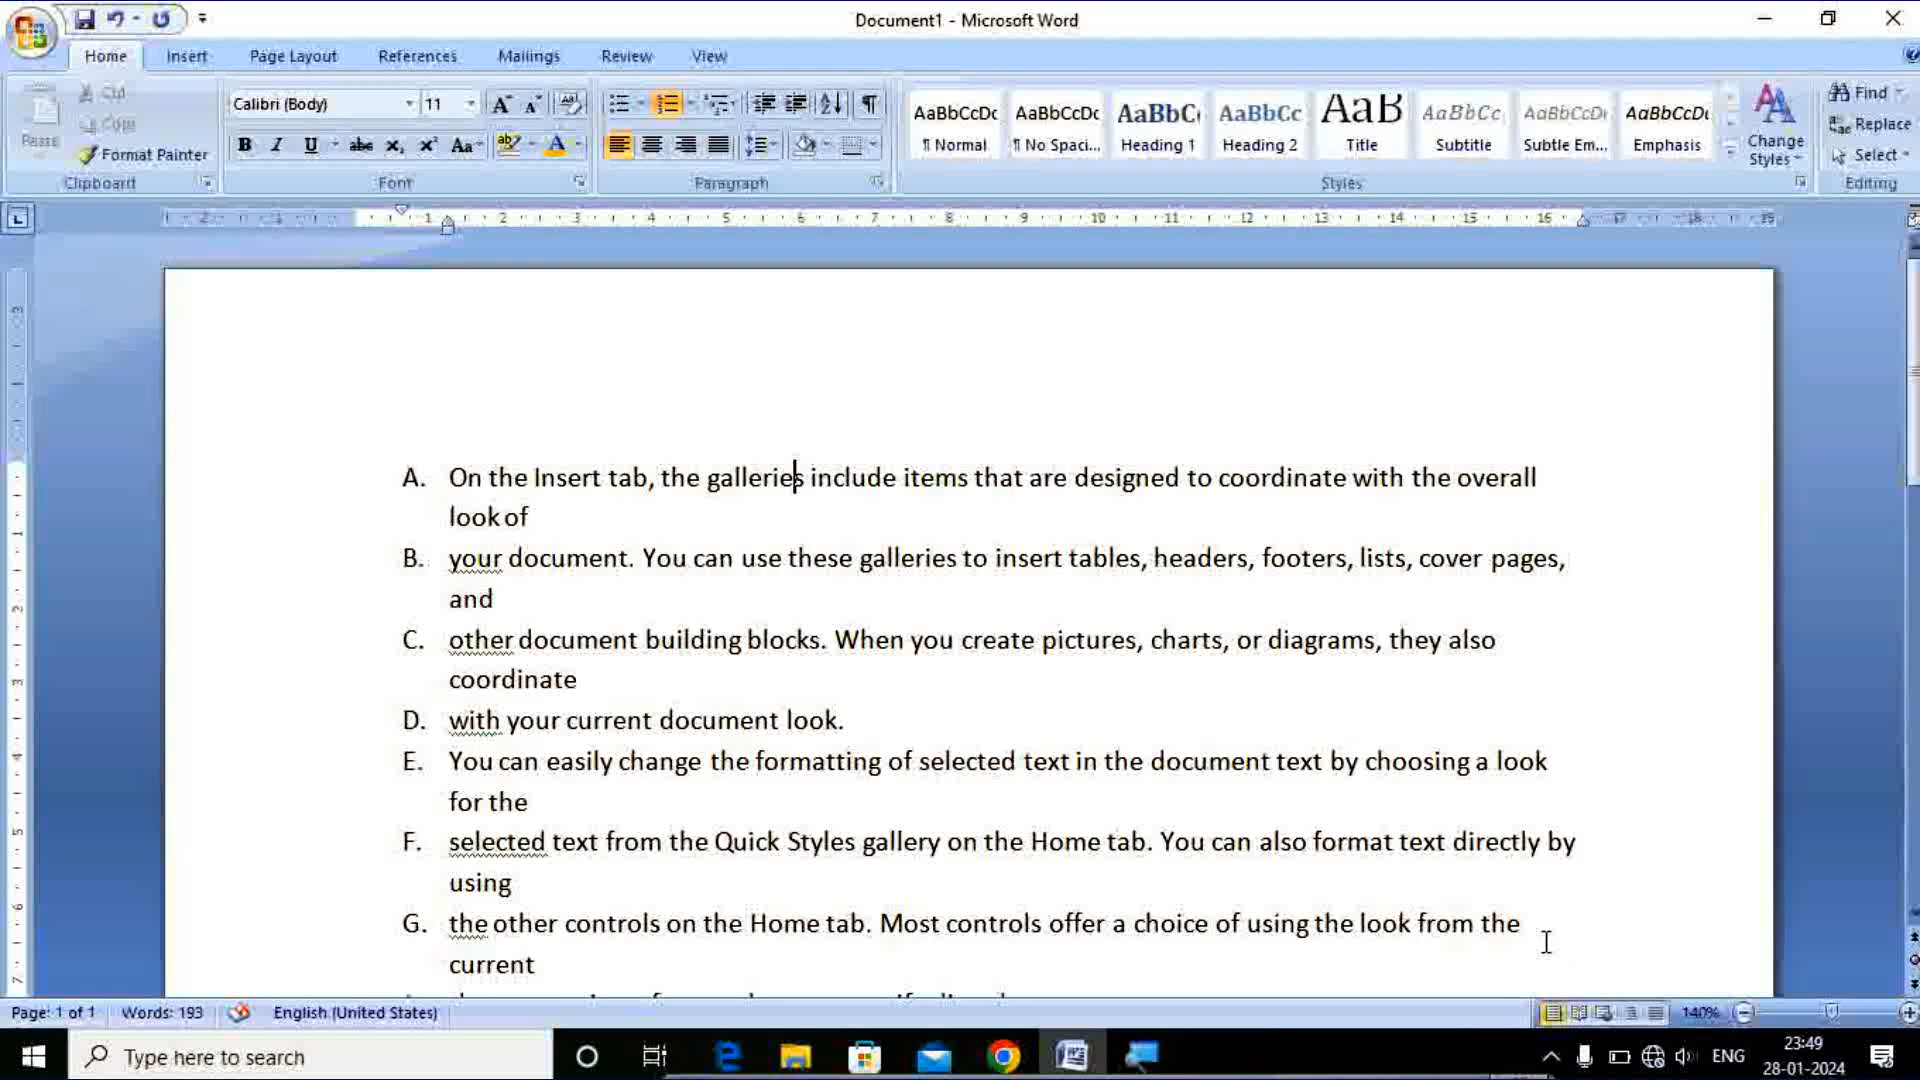 Document1 - Microsoft Word
Home Insert Page Layout References Mailings Review View
Cut
Copy
Paste
Format Painter
Clipboard
Calibri (Body) 11
Font
Paragraph
AaBbCcDc AaBbCcDc AaBbC AaBbCc AaB AaBbCc AaBbCcDi AaBbCcDi
¶ Normal ¶ No Spaci... Heading 1 Heading 2 Title Subtitle Subtle Em... Emphasis
Styles
Change Styles
Find
Replace
Select
Editing
A. On the Insert tab, the galleries include items that are designed to coordinate with the overall
look of
B. your document. You can use these galleries to insert tables, headers, footers, lists, cover pages,
and
C. other document building blocks. When you create pictures, charts, or diagrams, they also
coordinate
D. with your current document look.
E. You can easily change the formatting of selected text in the document text by choosing a look
for the
F. selected text from the Quick Styles gallery on the Home tab. You can also format text directly by
using
G. the other controls on the Home tab. Most controls offer a choice of using the look from the
current
Page: 1 of 1 Words: 193 English (United States) 140%
Type here to search
ENG
23:49
28-01-2024